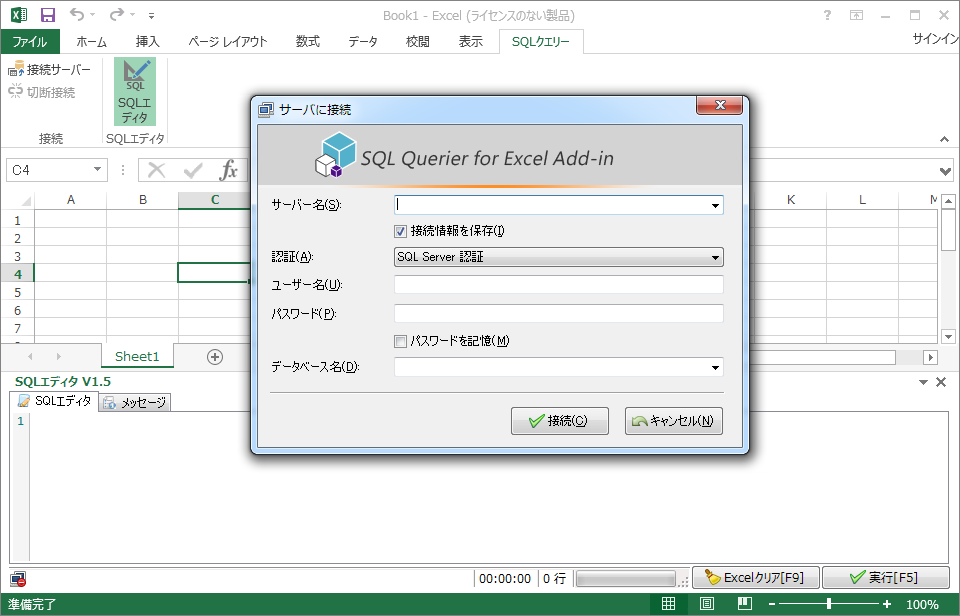 Book1 - Excel (ライセンスのない製品)
ファイル ホーム 挿入 ページ レイアウト 数式 データ 校閲 表示 SQLクエリー サインイン
接続サーバー
切断接続
接続
SQL
SQLエ
ディタ
SQLエディタ
C4 fx
A B C K L M
1
2
3
4
5
6
7
Sheet1
サーバに接続
SQL Querier for Excel Add-in
サーバー名(S):
接続情報を保存(I)
認証(A): SQL Server 認証
ユーザー名(U):
パスワード(P):
パスワードを記憶(M)
データベース名(D):
接続(C) キャンセル(N)
SQLエディタ V1.5
SQLエディタ メッセージ
1
00:00:00 0 行 Excelクリア[F9] 実行[F5]
準備完了 100%